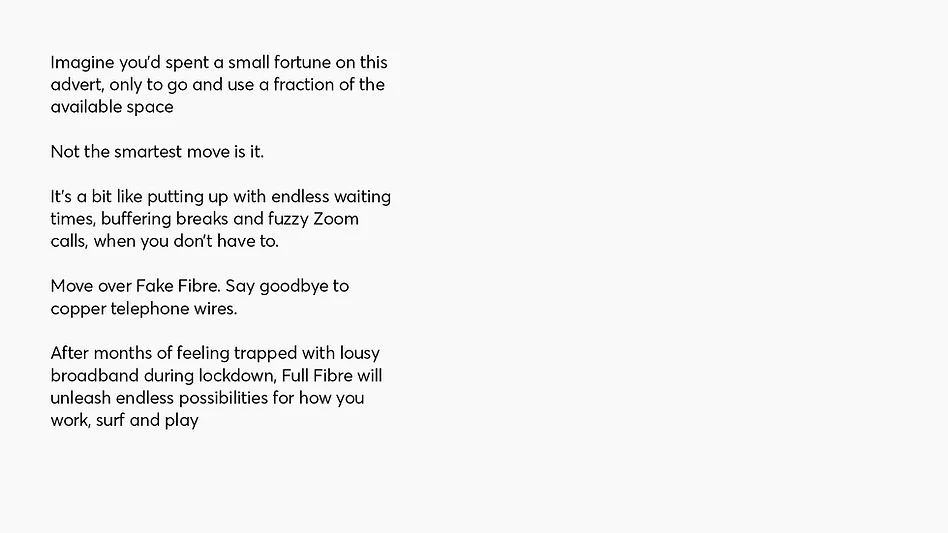 Imagine you'd spent a small fortune on this
advert, only to go and use a fraction of the
available space
Not the smartest move is it.
It's a bit like putting up with endless waiting
times, buffering breaks and fuzzy Zoom
calls, when you don't have to.
Move over Fake Fibre. Say goodbye to
copper telephone wires.
After months of feeling trapped with lousy
broadband during lockdown, Full Fibre will
unleash endless possibilities for how you
work, surf and play